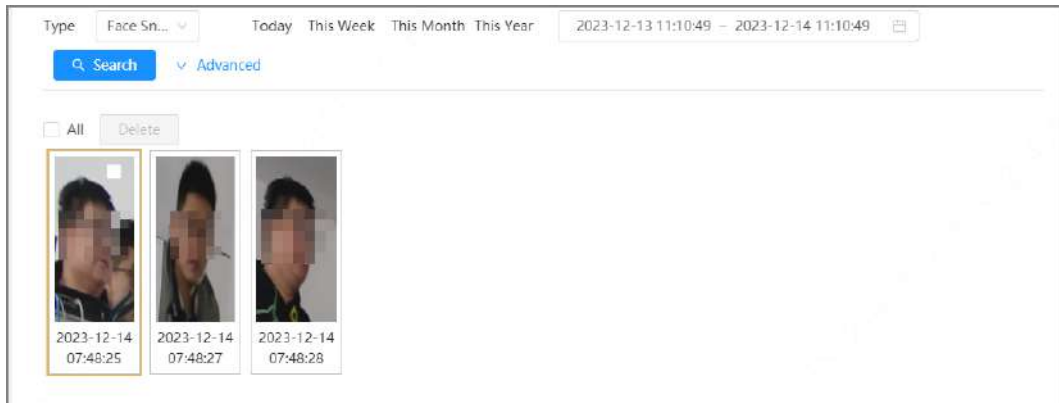 Type Face Sn... Today This Week This Month This Year 2023-12-13 11:10:49 – 2023-12-14 11:10:49
Search Advanced
All Delete
2023-12-14 2023-12-14 2023-12-14
07:48:25 07:48:27 07:48:28